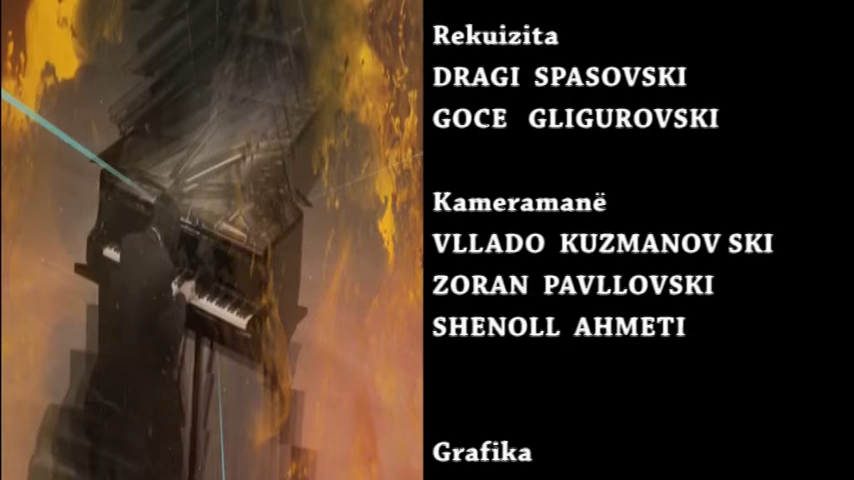 Rekuizita
DRAGI SPASOVSKI
GOCE GLIGUROVSKI
Kameramanë
VLLADO KUZMANOV SKI
ZORAN PAVLLOVSKI
SHENOLL AHMETI
Grafika